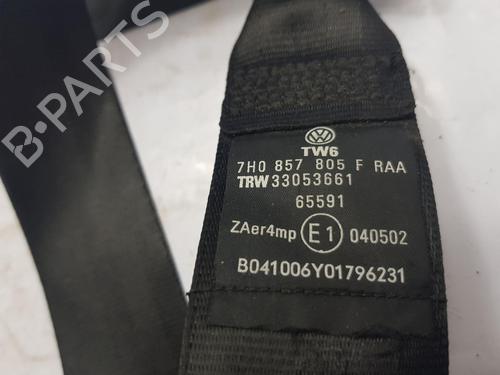 B-PARTS
TW6
7H0 857 805 F RAA
TRW 33053661
65591
ZAer4mp E1 040502
B041006Y01796231